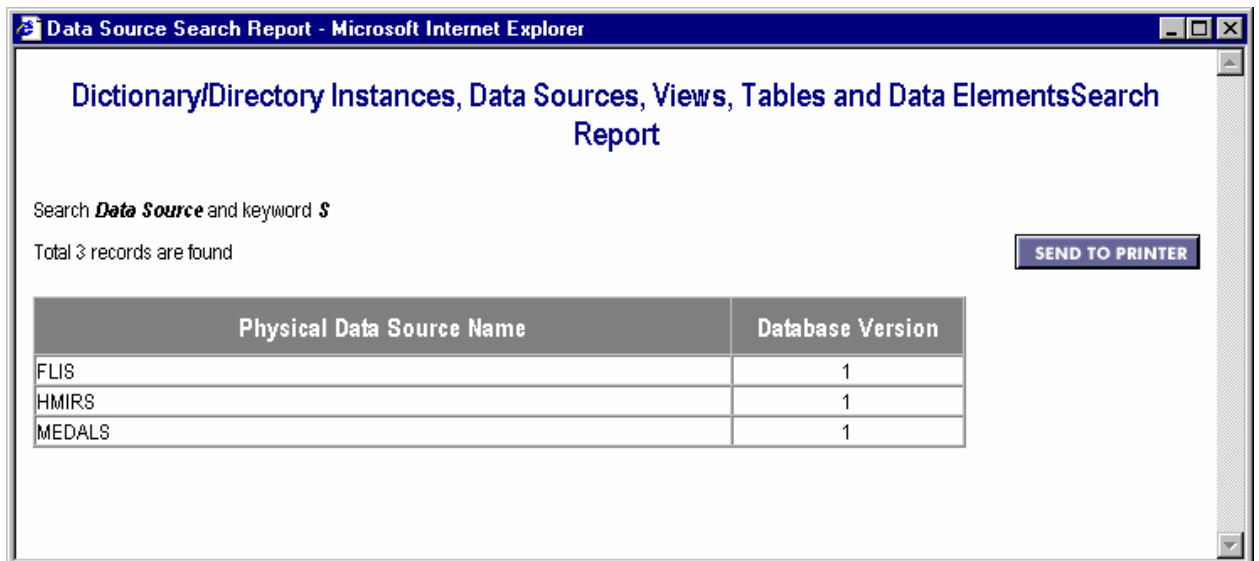 Data Source Search Report - Microsoft Internet Explorer
Dictionary/Directory Instances, Data Sources, Views, Tables and Data ElementsSearch
Report
Search Data Source and keyword S
Total 3 records are found
SEND TO PRINTER
Physical Data Source Name Database Version
FLIS 1
HMIRS 1
MEDALS 1